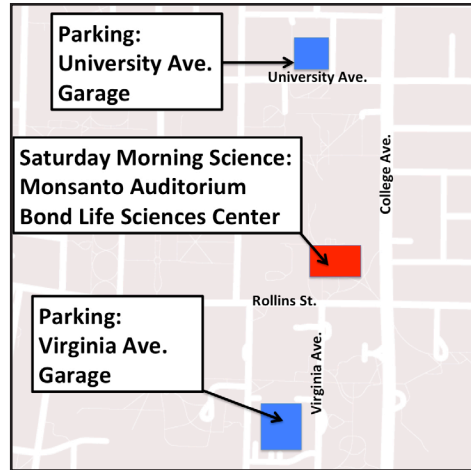 Parking:
University Ave.
Garage
University Ave.
Saturday Morning Science:
Monsanto Auditorium
Bond Life Sciences Center
College Ave.
Rollins St.
Parking:
Virginia Ave.
Garage
Virginia Ave.